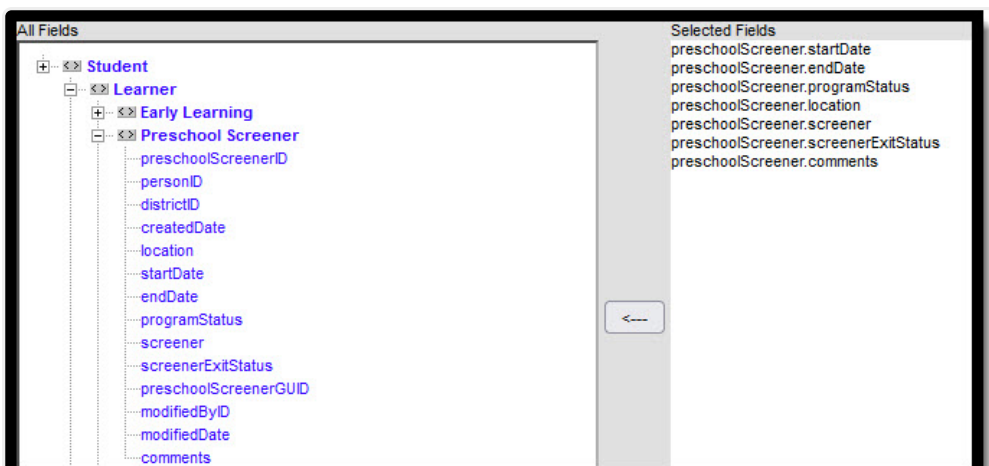 All Fields
Student
Learner
Early Learning
Preschool Screener
preschoolScreenerID
personID
districtID
createdDate
location
startDate
endDate
programStatus
screener
screenerExitStatus
preschoolScreenerGUID
modifiedByID
modifiedDate
comments
<---
Selected Fields
preschoolScreener.startDate
preschoolScreener.endDate
preschoolScreener.programStatus
preschoolScreener.location
preschoolScreener.screener
preschoolScreener.screenerExitStatus
preschoolScreener.comments